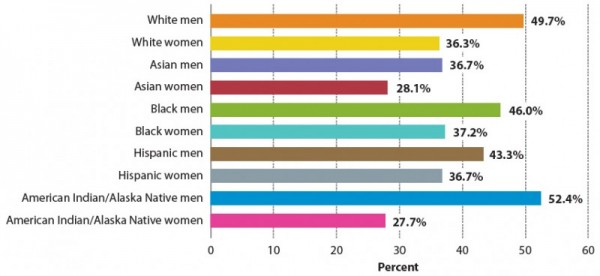 White men 49.7%
White women 36.3%
Asian men 36.7%
Asian women 28.1%
Black men 46.0%
Black women 37.2%
Hispanic men 43.3%
Hispanic women 36.7%
American Indian/Alaska Native men 52.4%
American Indian/Alaska Native women 27.7%
0 10 20 30 40 50 60
Percent